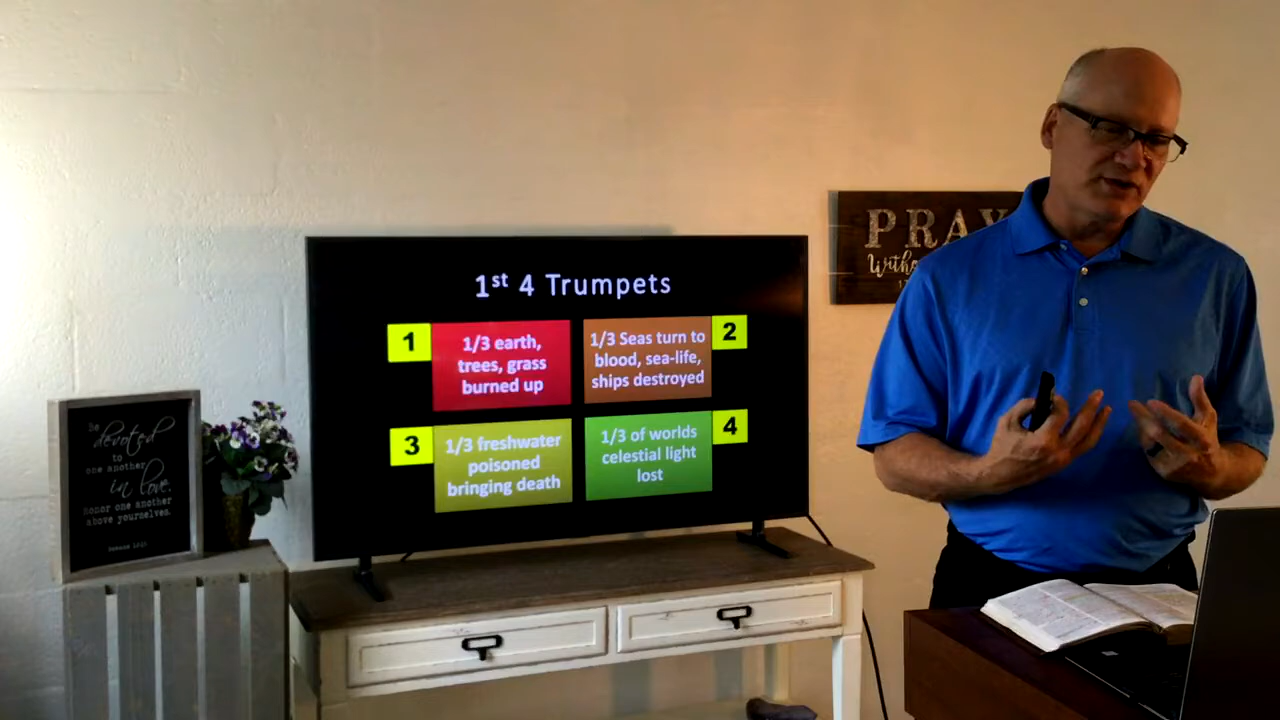 1st 4 Trumpets
1
1/3 earth,
trees, grass
burned up
1/3 Seas turn to
blood, sea-life,
ships destroyed
2
3
1/3 freshwater
poisoned
bringing death
1/3 of worlds
celestial light
lost
4
PRAY
Be
devoted
to
one another
in love.
honor one another
above yourselves.